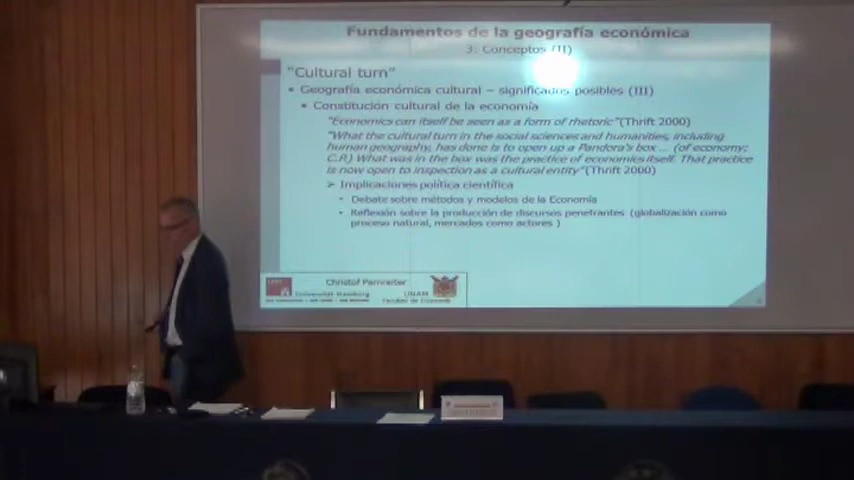 Fundamentos de la geografía económica
3: Conceptos (II)
"Cultural turn"
• Geografía económica cultural – significados posibles (III)
• Constitución cultural de la economía
"Economics can itself be seen as a form of rhetoric" (Thrift 2000)
"What the cultural turn in the social sciences and humanities, including
human geography, has done is to open up a Pandora's box ... (of economy;
C.P.) What was in the box was the practice of economics itself. That practice
is now open to inspection as a cultural entity" (Thrift 2000)
➢ Implicaciones política científica
• Debate sobre métodos y modelos de la Economía
• Reflexión sobre la producción de discursos penetrantes (globalización como
proceso natural, mercados como actores )
Christof Parnreiter
Universität Hamburg
UNAM
Facultad de Economía